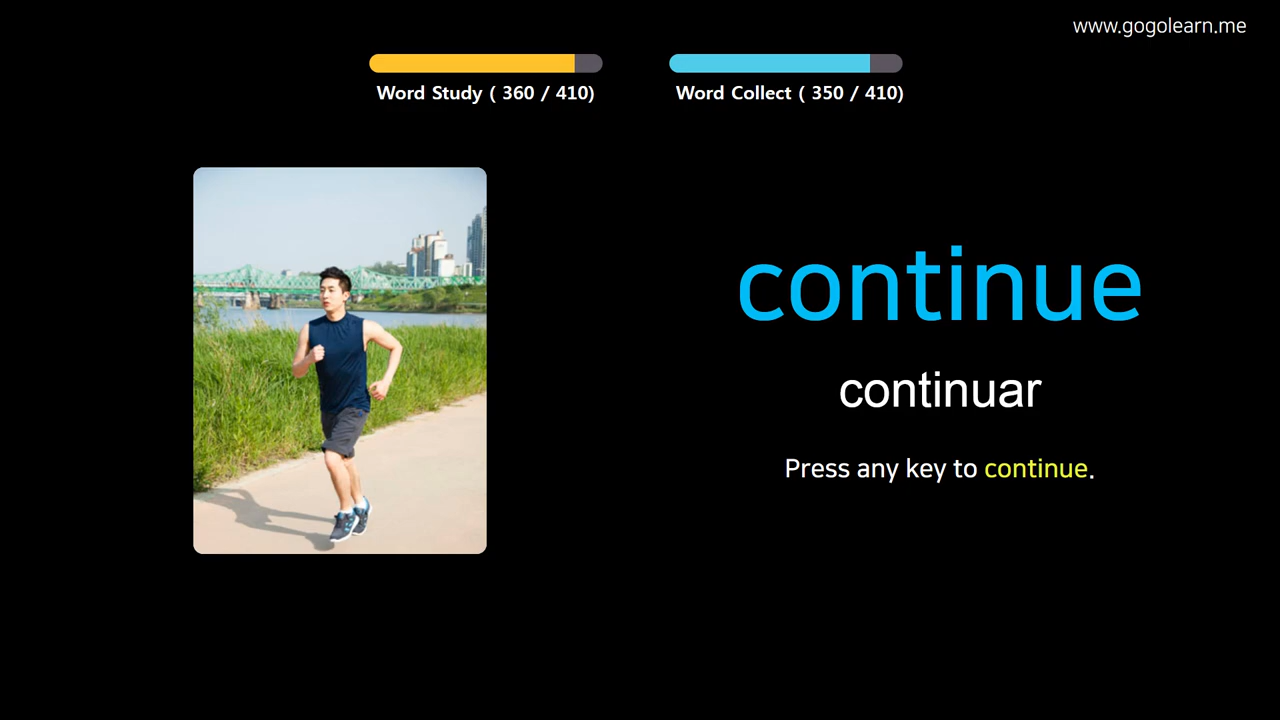 www.gogolearn.me
Word Study ( 360 / 410)
Word Collect ( 350 / 410)
continue
continuar
Press any key to continue.